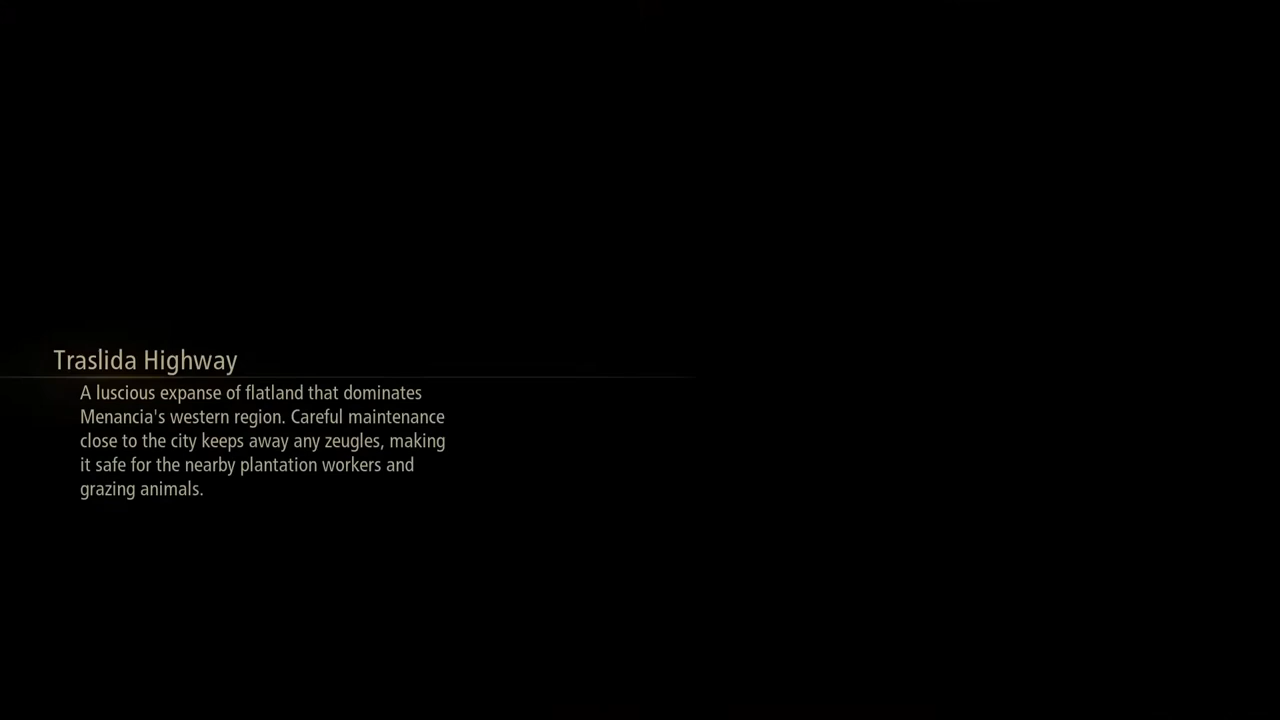 Traslida Highway
A luscious expanse of flatland that dominates
Menancia's western region. Careful maintenance
close to the city keeps away any zeugles, making
it safe for the nearby plantation workers and
grazing animals.